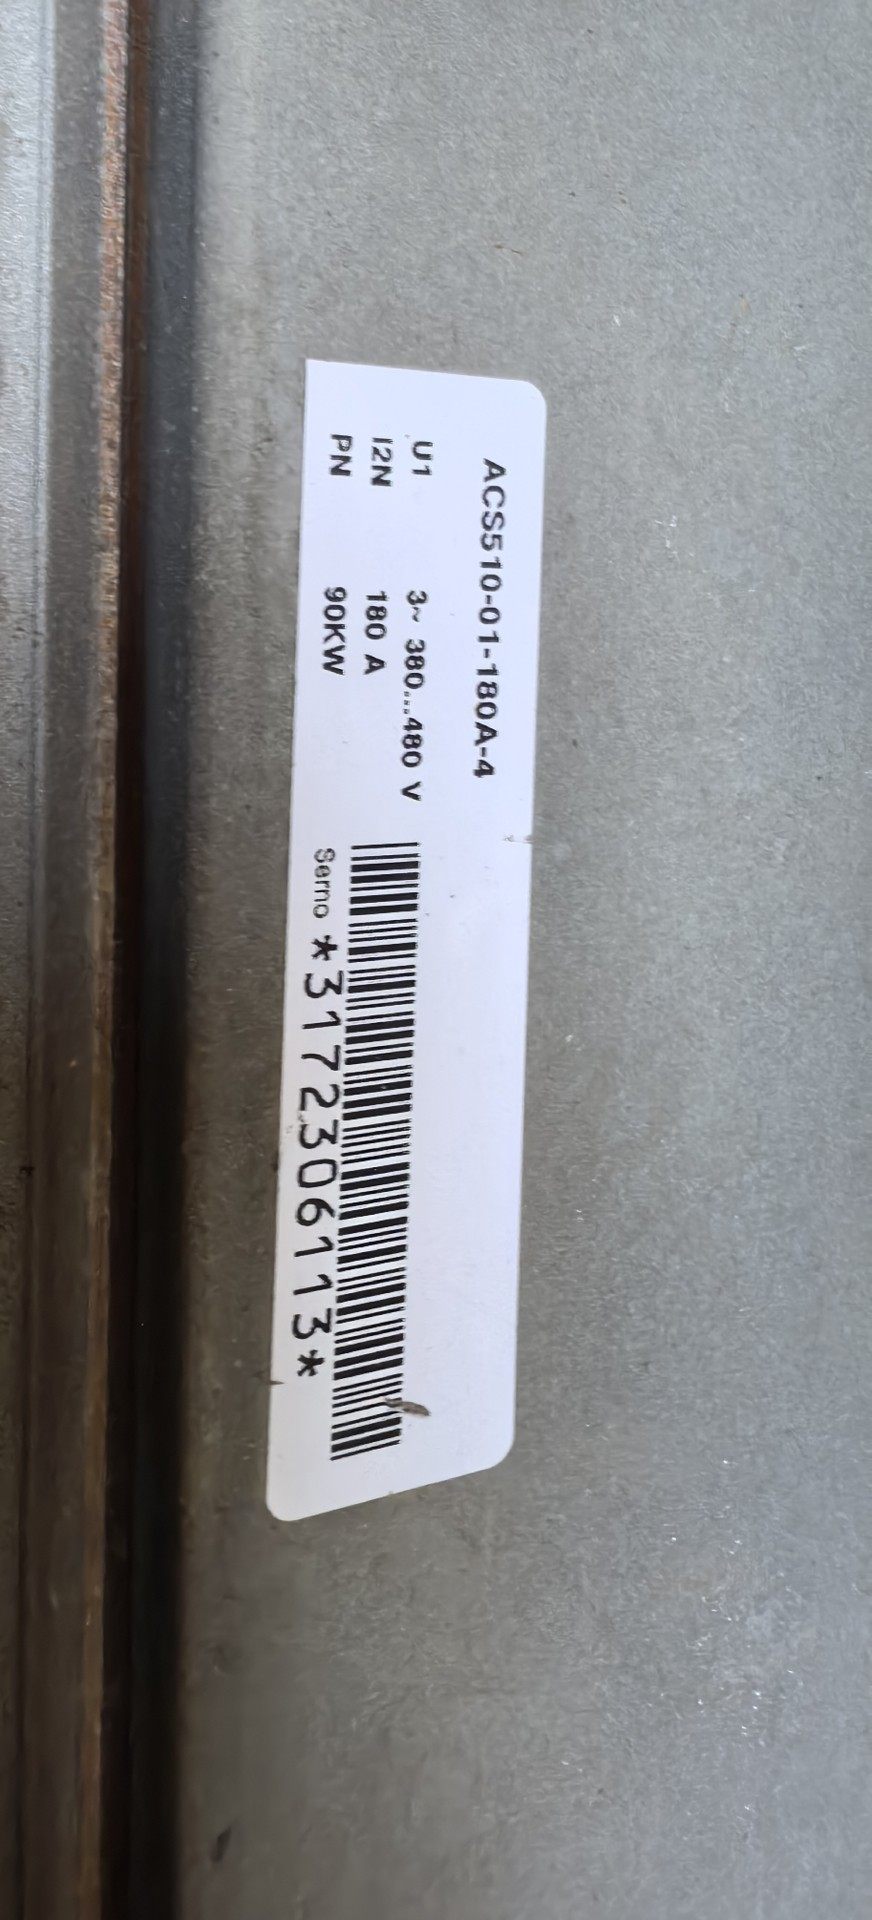 ACS510-01-180A-4
U1 3~ 380...480 V
I2N 180 A
PN 90KW
Serno *3172306113*